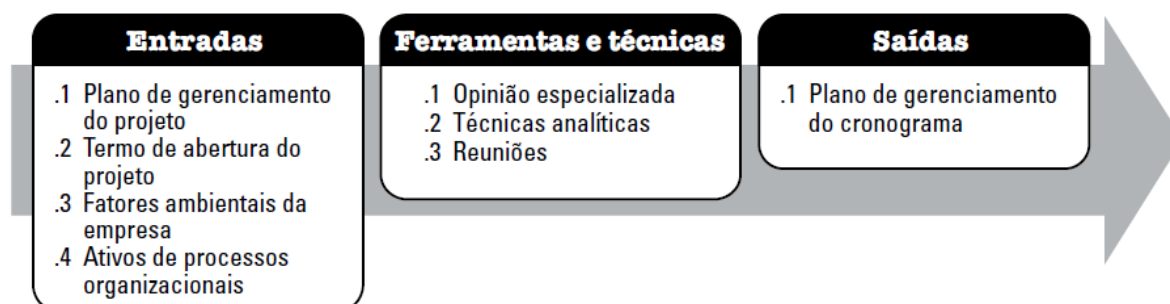 Entradas
.1 Plano de gerenciamento
do projeto
.2 Termo de abertura do
projeto
.3 Fatores ambientais da
empresa
.4 Ativos de processos
organizacionais
Ferramentas e técnicas
.1 Opinião especializada
.2 Técnicas analíticas
.3 Reuniões
Saídas
.1 Plano de gerenciamento
do cronograma